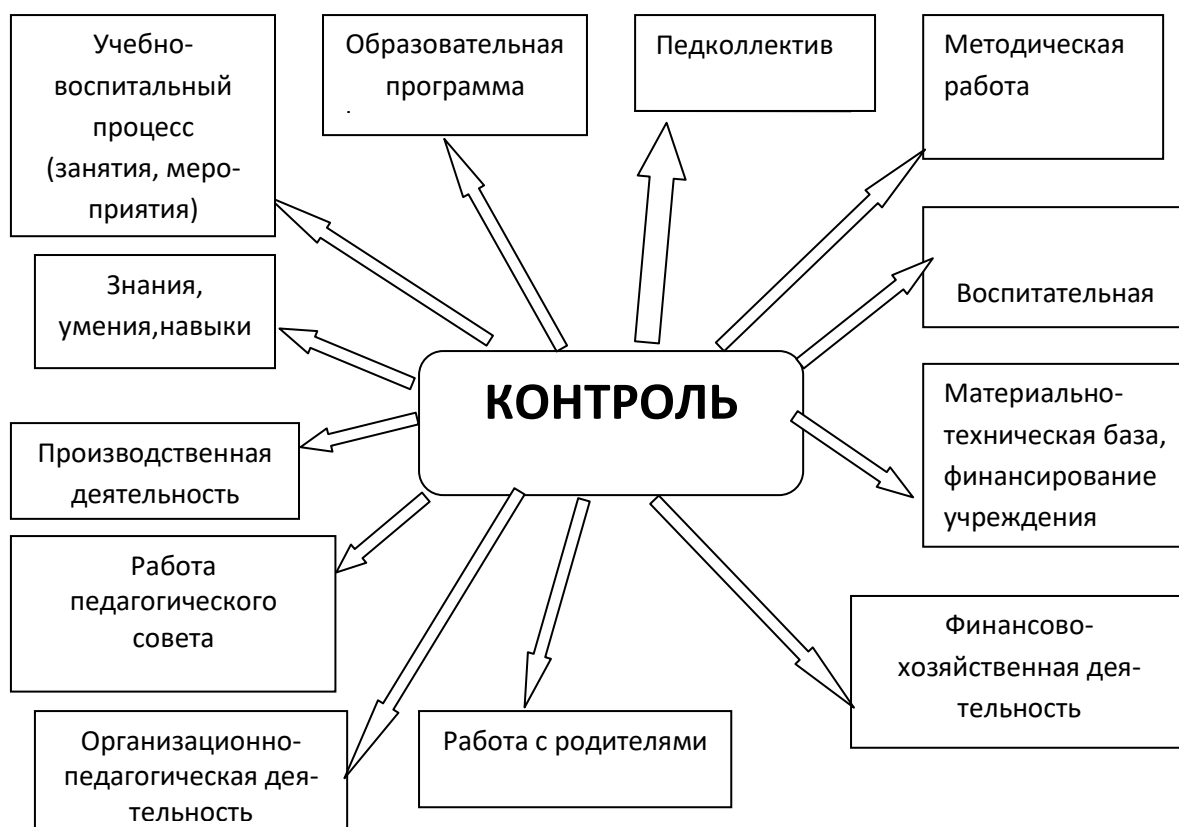 Учебно-
воспитальный
процесс
(занятия, меро-
приятия)
Образовательная
программа
.
Педколлектив
Методическая
работа
Знания,
умения,навыки
Воспитательная
КОНТРОЛЬ
Материально-
техническая база,
финансирование
учреждения
Производственная
деятельность
Работа
педагогического
совета
Финансово-
хозяйственная дея-
тельность
Организационно-
педагогическая дея-
тельность
Работа с родителями